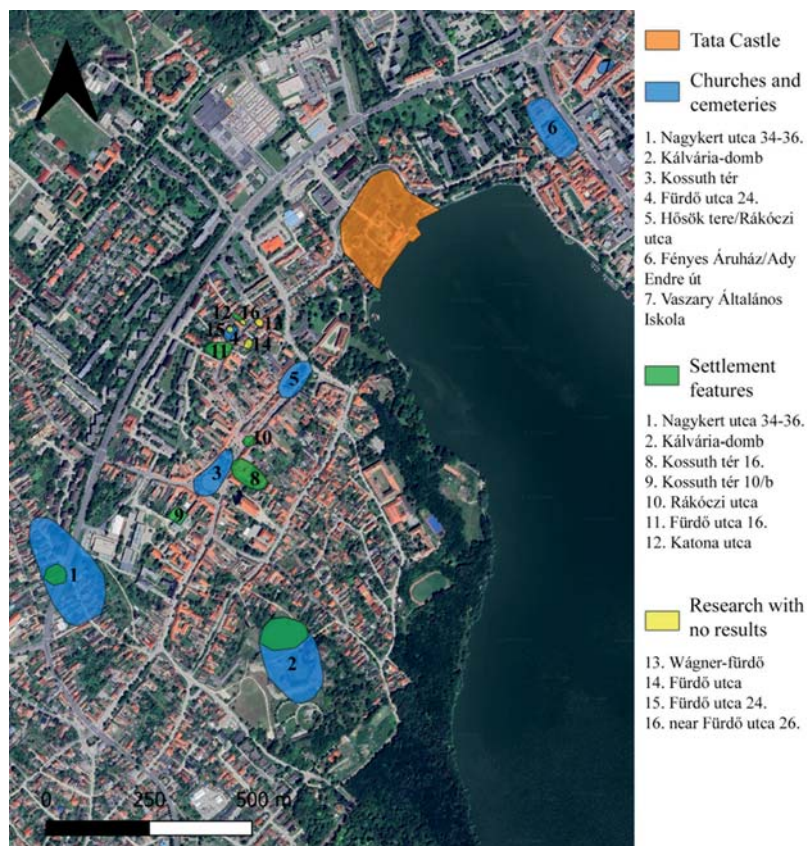 Tata Castle
Churches and
cemeteries
1. Nagykert utca 34-36.
2. Kálvária-domb
3. Kossuth tér
4. Fürdő utca 24.
5. Hősök tere/Rákóczi
utca
6. Fényes Áruház/Ady
Endre út
7. Vaszary Általános
Iskola
Settlement
features
1. Nagykert utca 34-36.
2. Kálvária-domb
8. Kossuth tér 16.
9. Kossuth tér 10/b
10. Rákóczi utca
11. Fürdő utca 16.
12. Katona utca
Research with
no results
13. Wágner-fürdő
14. Fürdő utca
15. Fürdő utca 24.
16. near Fürdő utca 26.
6
12
16
15
14
11
5
10
3
8
9
1
2
0
250
500 m